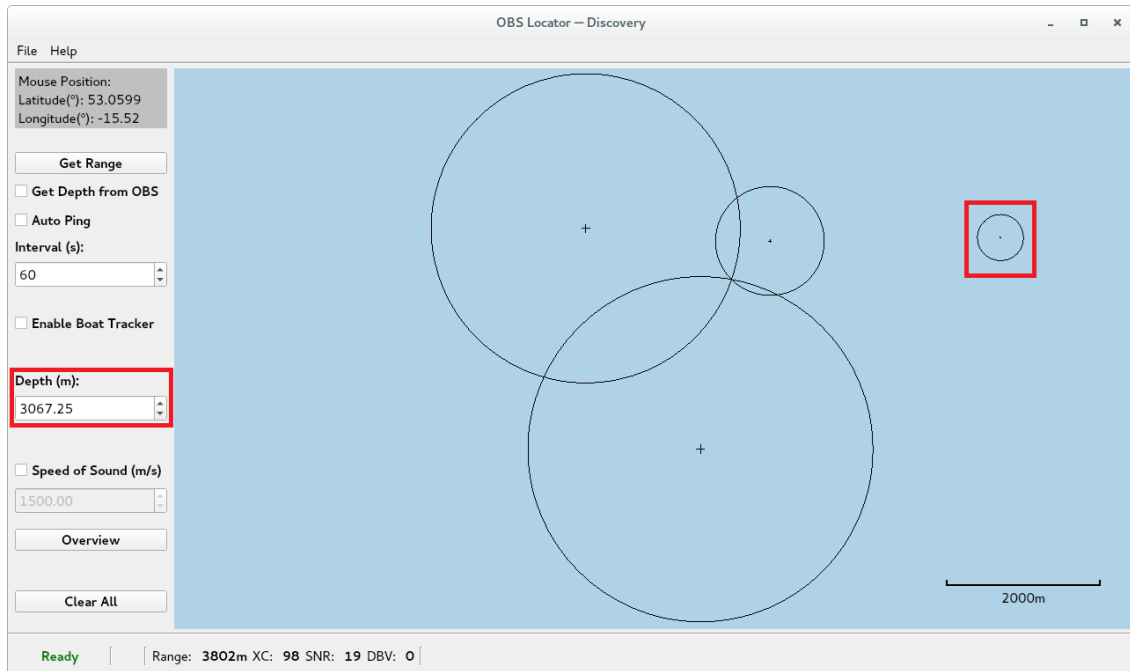 OBS Locator — Discovery
File Help
Mouse Position:
Latitude(°): 53.0599
Longitude(°): -15.52
Get Range
Get Depth from OBS
Auto Ping
Interval (s):
60
Enable Boat Tracker
Depth (m):
3067.25
Speed of Sound (m/s)
1500.00
Overview
Clear All
2000m
Ready Range: 3802m XC: 98 SNR: 19 DBV: 0